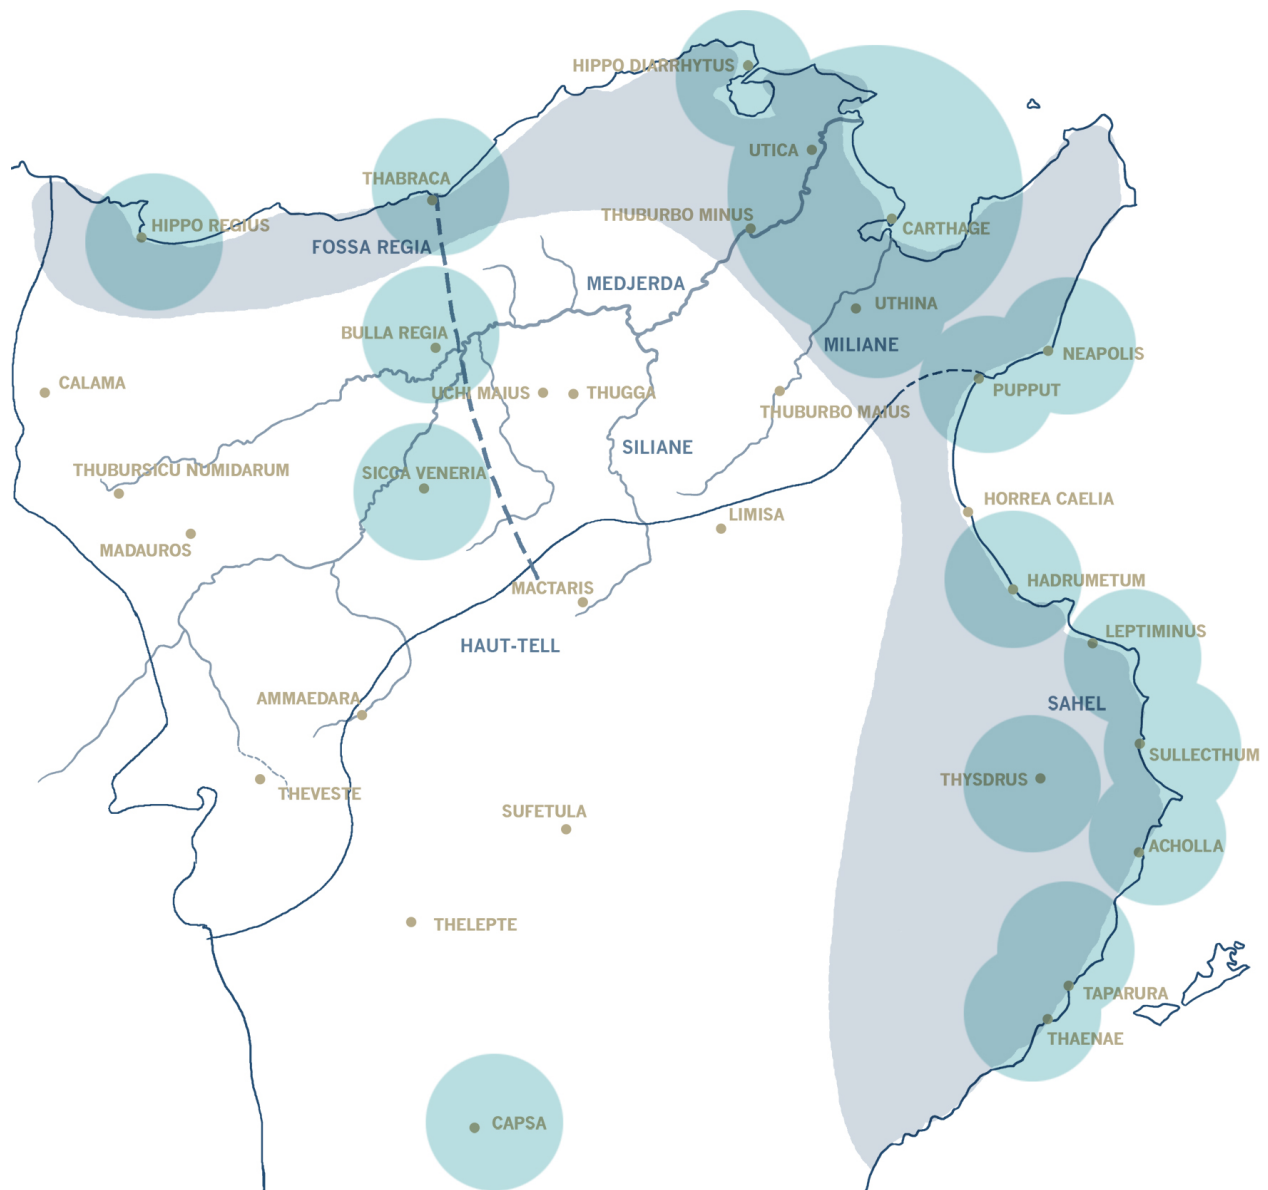 HIPPO DIARRHYTUS
UTICA
THABRACA
THUBURBO MINUS
HIPPO REGIUS
CARTHAGE
FOSSA REGIA
MEDJERDA
UTHINA
BULLA REGIA
MILIANE
NEAPOLIS
CALAMA
UCHI MAIUS
THUGGA
PUPPUT
THUBURBO MAIUS
SILIANE
THUBURSICU NUMIDARUM
SICCA VENERIA
HORREA CAELIA
LIMISA
MADAUROS
HADRUMETUM
MACTARIS
LEPTIMINUS
HAUT-TELL
AMMAEDARA
SAHEL
SULLECTHUM
THYSDRUS
THEVESTE
SUFETULA
ACHOLLA
THELEPTE
TAPARURA
THAENAE
CAPSA